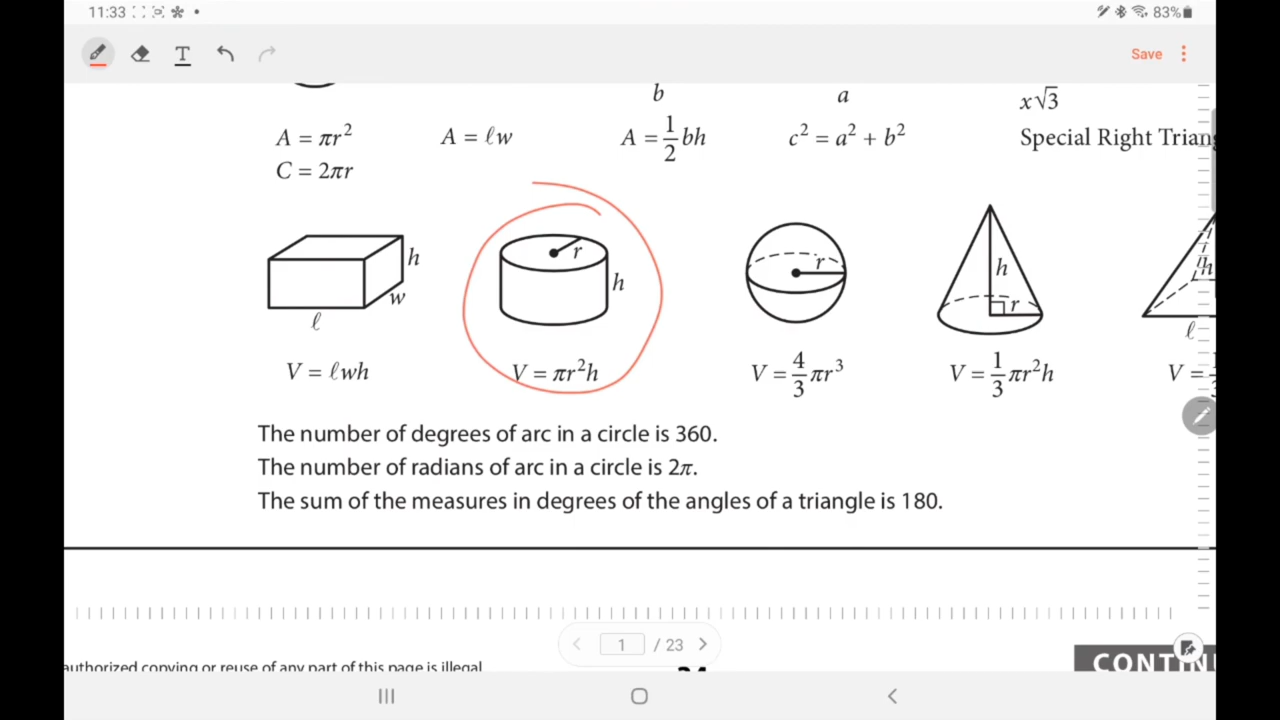 11:33
83%
T
Save
b
a
x√3
A = πr²
A = ℓw
A = 1/2 bh
c² = a² + b²
Special Right Triang
C = 2πr
r
h
w
ℓ
r
h
r
h
r
h
ℓ
V = ℓwh
V = πr²h
V = 4/3 πr³
V = 1/3 πr²h
V =
The number of degrees of arc in a circle is 360.
The number of radians of arc in a circle is 2π.
The sum of the measures in degrees of the angles of a triangle is 180.
1 / 23
authorized copying or reuse of any part of this page is illegal.
CONTIN